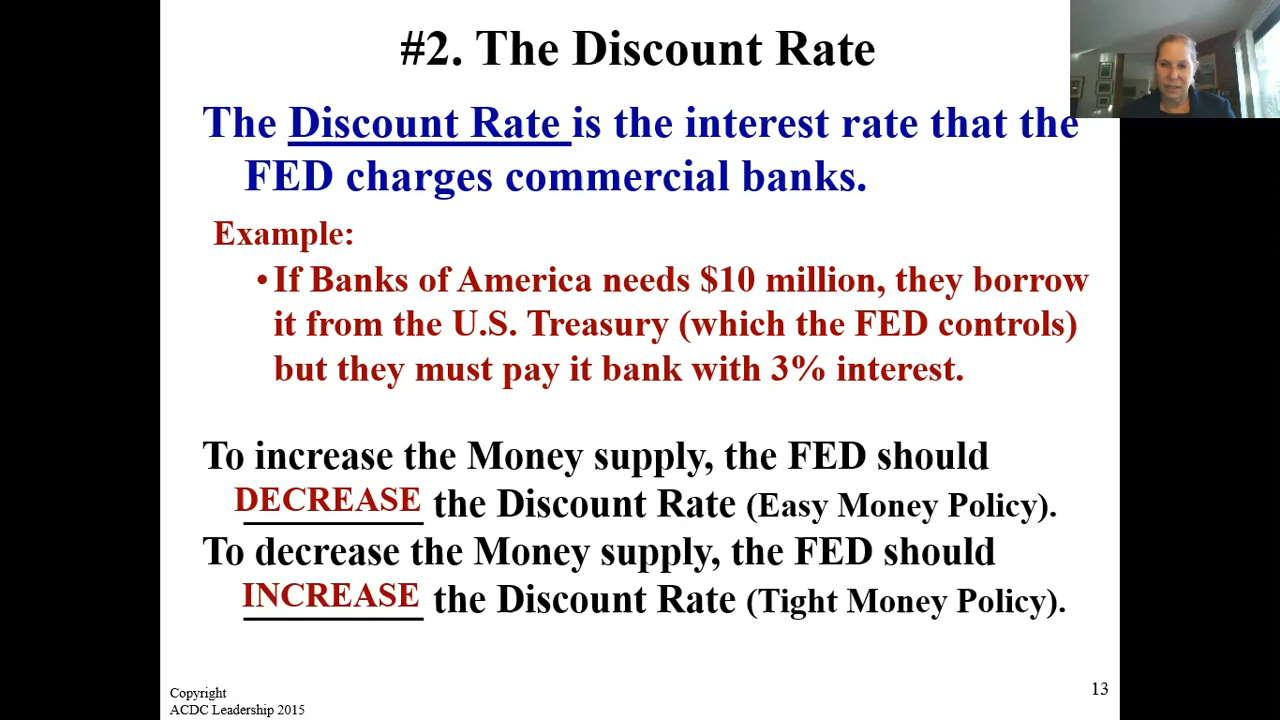 #2. The Discount Rate
The Discount Rate is the interest rate that the
FED charges commercial banks.
Example:
•If Banks of America needs $10 million, they borrow
it from the U.S. Treasury (which the FED controls)
but they must pay it bank with 3% interest.
To increase the Money supply, the FED should
DECREASE the Discount Rate (Easy Money Policy).
To decrease the Money supply, the FED should
INCREASE the Discount Rate (Tight Money Policy).
Copyright
ACDC Leadership 2015
13